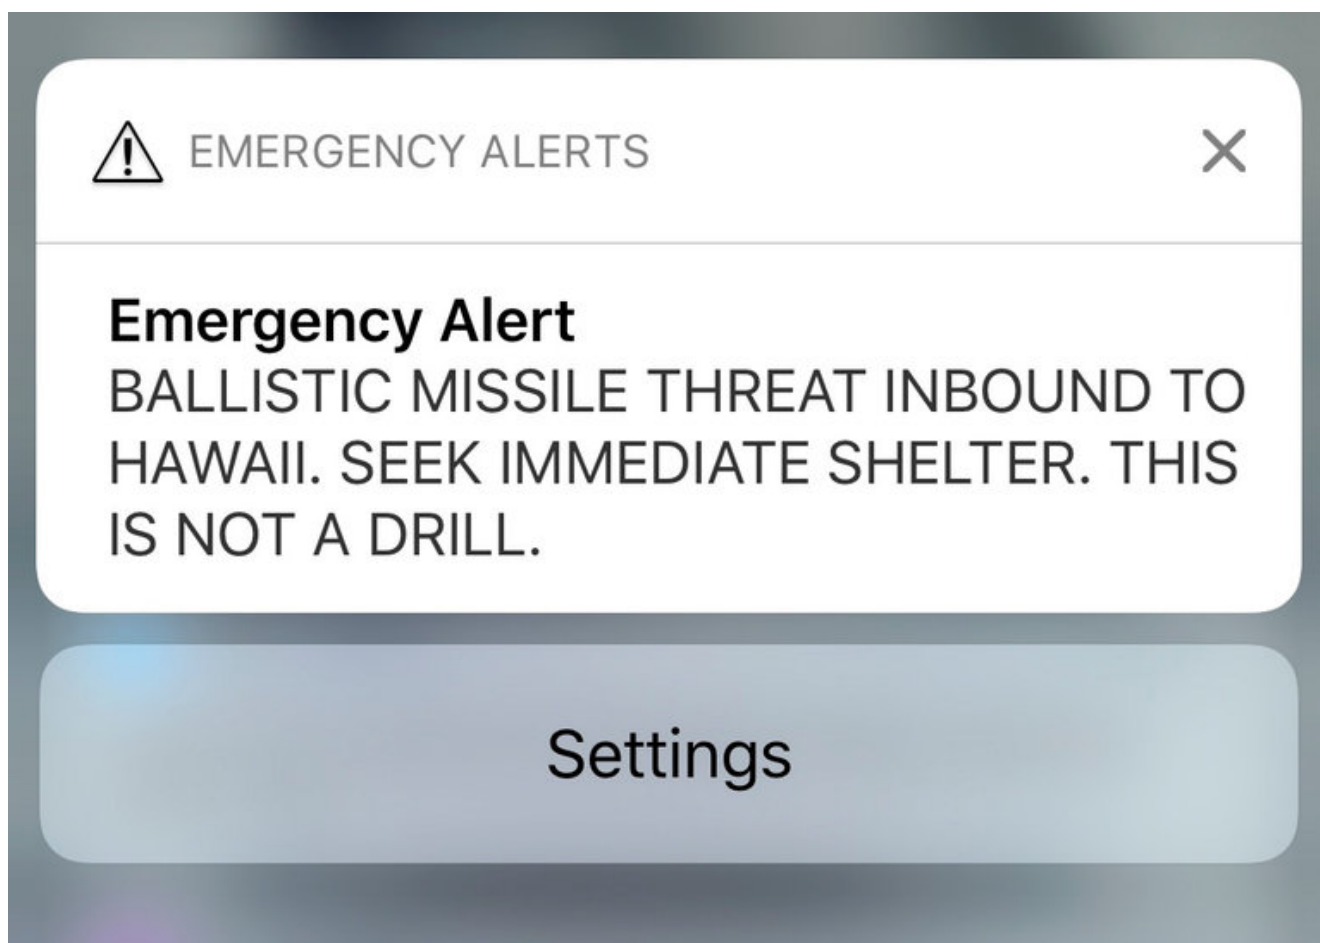 EMERGENCY ALERTS
Emergency Alert
BALLISTIC MISSILE THREAT INBOUND TO
HAWAII. SEEK IMMEDIATE SHELTER. THIS
IS NOT A DRILL.
Settings